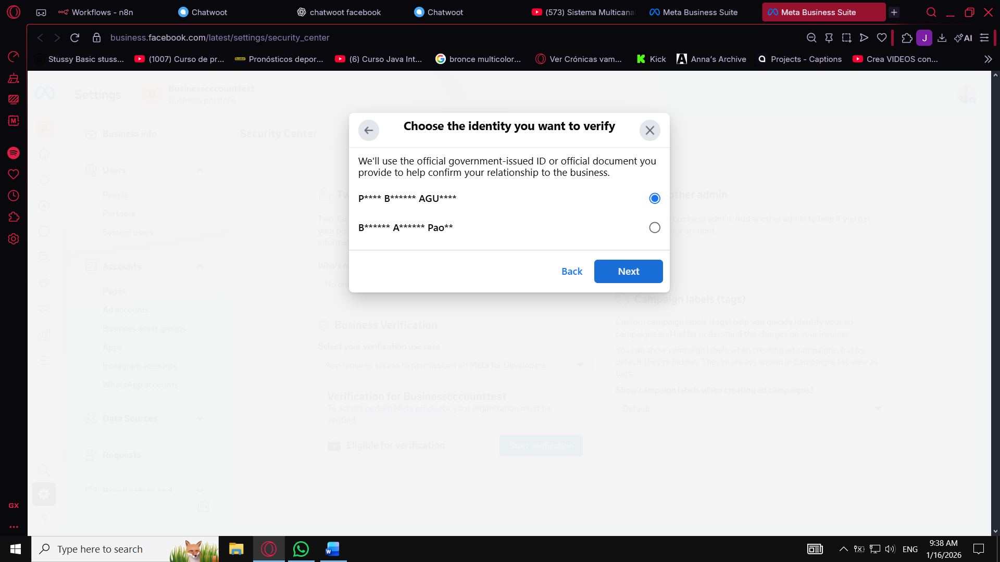 Workflows - n8n
Chatwoot
chatwoot facebook
Chatwoot
(573) Sistema Multicanal
Meta Business Suite
Meta Business Suite
business.facebook.com/latest/settings/security_center
J
AI
Stussy Basic stuss...
(1007) Curso de pr...
Pronósticos depor...
(6) Curso Java Int...
bronce multicolor...
Ver Crónicas vam...
Kick
Anna's Archive
Projects - Captions
Crea VIDEOS con...
Settings
B
Businesscccounttest
Business portfolio
B
Business info
Users
People
Partners
System users
Accounts
Pages
Ad accounts
Business asset groups
Apps
Instagram accounts
WhatsApp accounts
Data Sources
Requests
Brand safety and
Security Center
Choose the identity you want to verify
We'll use the official government-issued ID or official document you
provide to help confirm your relationship to the business.
P**** B****** AGU****
B****** A****** Pao**
Back
Next
other admin
business admin. Add another admin to help if you get
your account.
Business Verification
Select your verification use case
App requires access to permissions on Meta for Developers
Verification for Businesscccounttest
To access certain Meta products, your organization must be
verified.
Eligible for verification
Start verification
Campaign labels (tags)
Custom campaign labels (tags) help you quickly identify your ad
campaigns and better understand the charges on your invoices.
You can show campaign labels when creating ad campaigns, but by
default they're hidden. They're always shown in Campaigns list view as
tags.
Show campaign labels when creating ad campaigns?
Default
GX
Type here to search
ENG
9:38 AM
1/16/2026